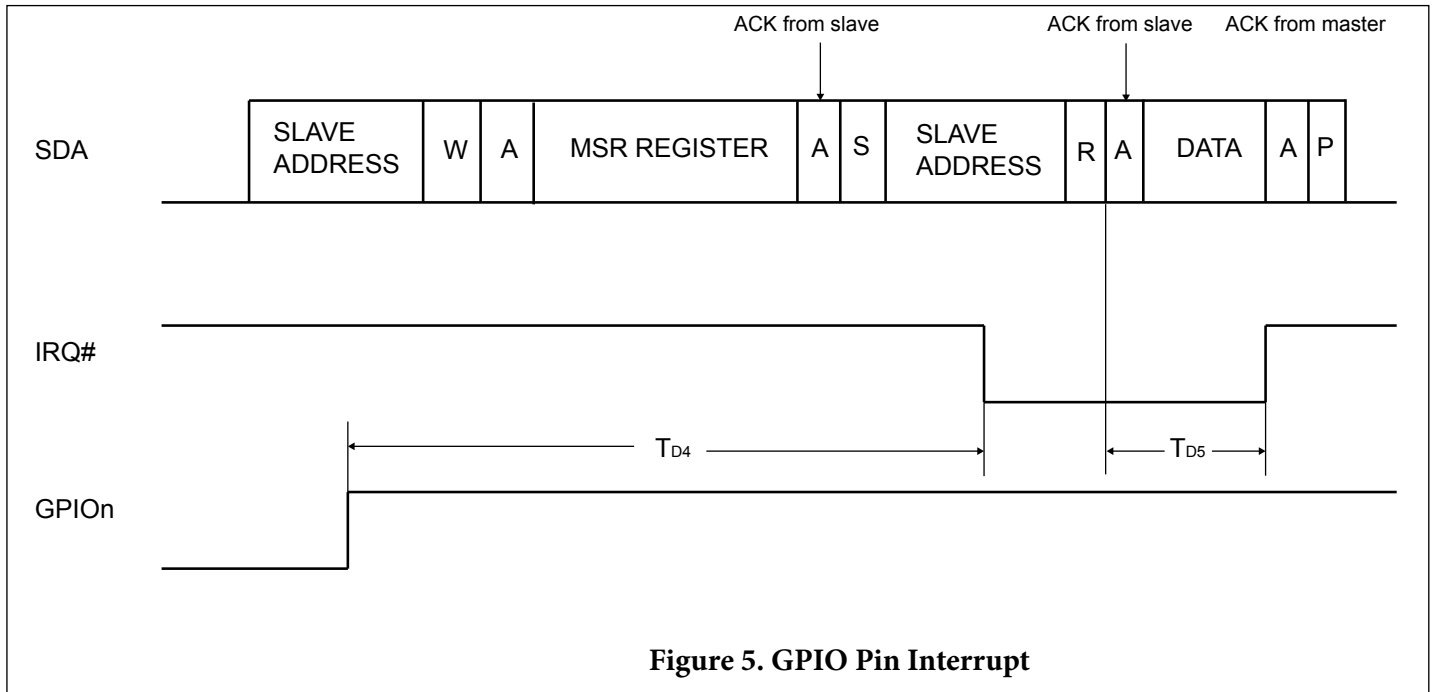 ACK from slave ACK from slave ACK from master
SDA SLAVE ADDRESS W A MSR REGISTER A S SLAVE ADDRESS R A DATA A P
IRQ#
TD4 TD5
GPIOn
Figure 5. GPIO Pin Interrupt